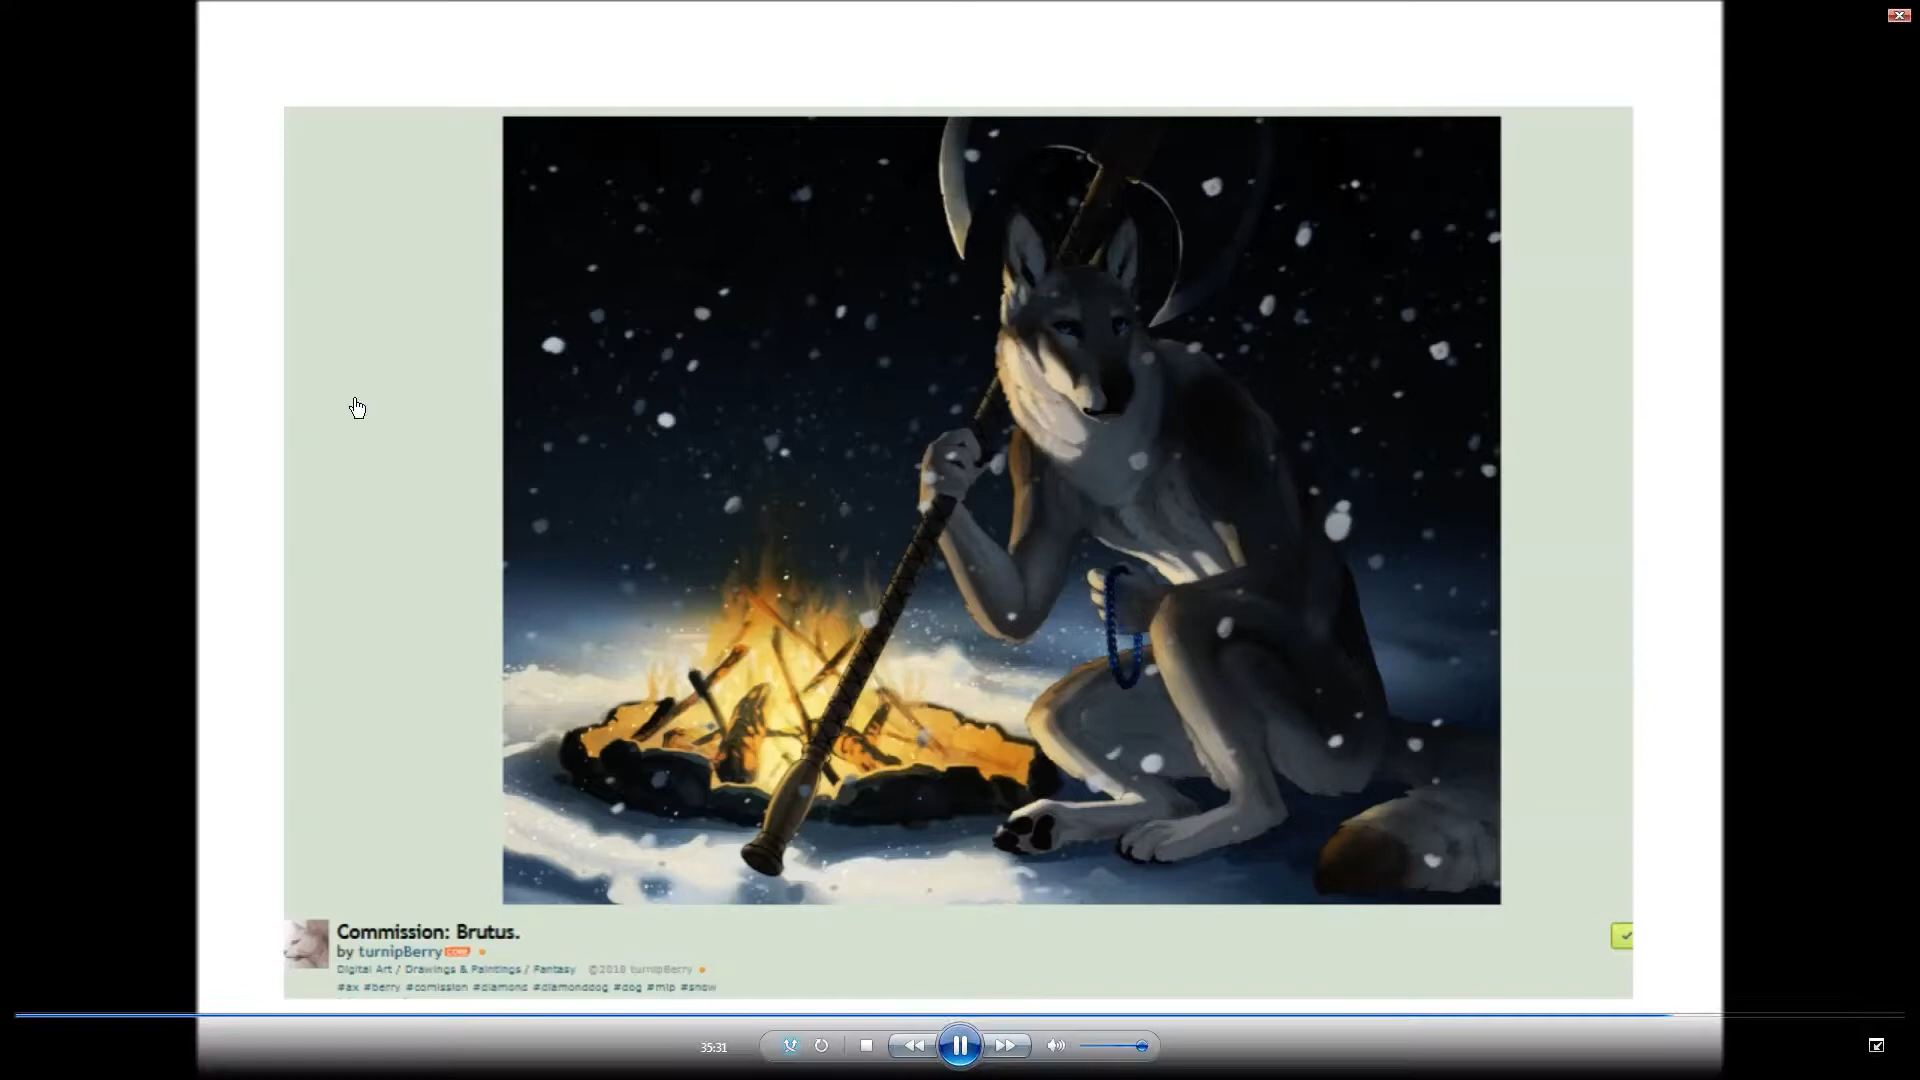 Commission: Brutus.
by turnipBerry CORE
Digital Art / Drawings & Paintings / Fantasy ©2018 turnipBerry
#ax #berry #comission #diamond #diamonddog #dog #mlp #snow
35:31